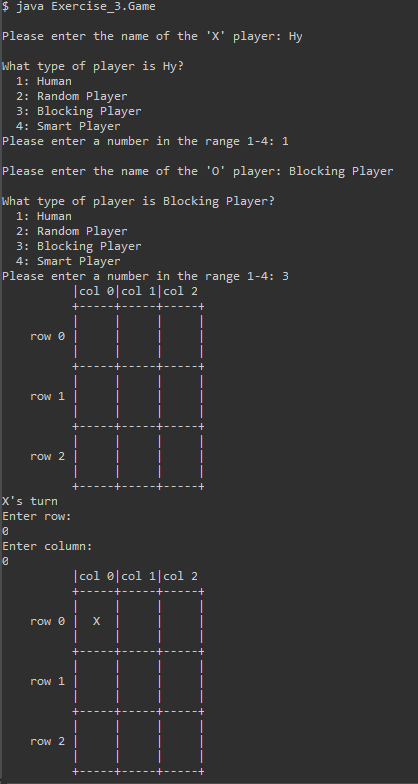 $ java Exercise_3.Game
Please enter the name of the 'X' player: Hy
What type of player is Hy?
1: Human
2: Random Player
3: Blocking Player
4: Smart Player
Please enter a number in the range 1-4: 1
Please enter the name of the 'O' player: Blocking Player
What type of player is Blocking Player?
1: Human
2: Random Player
3: Blocking Player
4: Smart Player
Please enter a number in the range 1-4: 3
|col 0|col 1|col 2
+-----+-----+-----+
|     |     |     |
row 0 |     |     |     |
|     |     |     |
+-----+-----+-----+
|     |     |     |
row 1 |     |     |     |
|     |     |     |
+-----+-----+-----+
|     |     |     |
row 2 |     |     |     |
|     |     |     |
+-----+-----+-----+
X's turn
Enter row:
0
Enter column:
0
|col 0|col 1|col 2
+-----+-----+-----+
|     |     |     |
row 0 |  X  |     |     |
|     |     |     |
+-----+-----+-----+
|     |     |     |
row 1 |     |     |     |
|     |     |     |
+-----+-----+-----+
|     |     |     |
row 2 |     |     |     |
|     |     |     |
+-----+-----+-----+